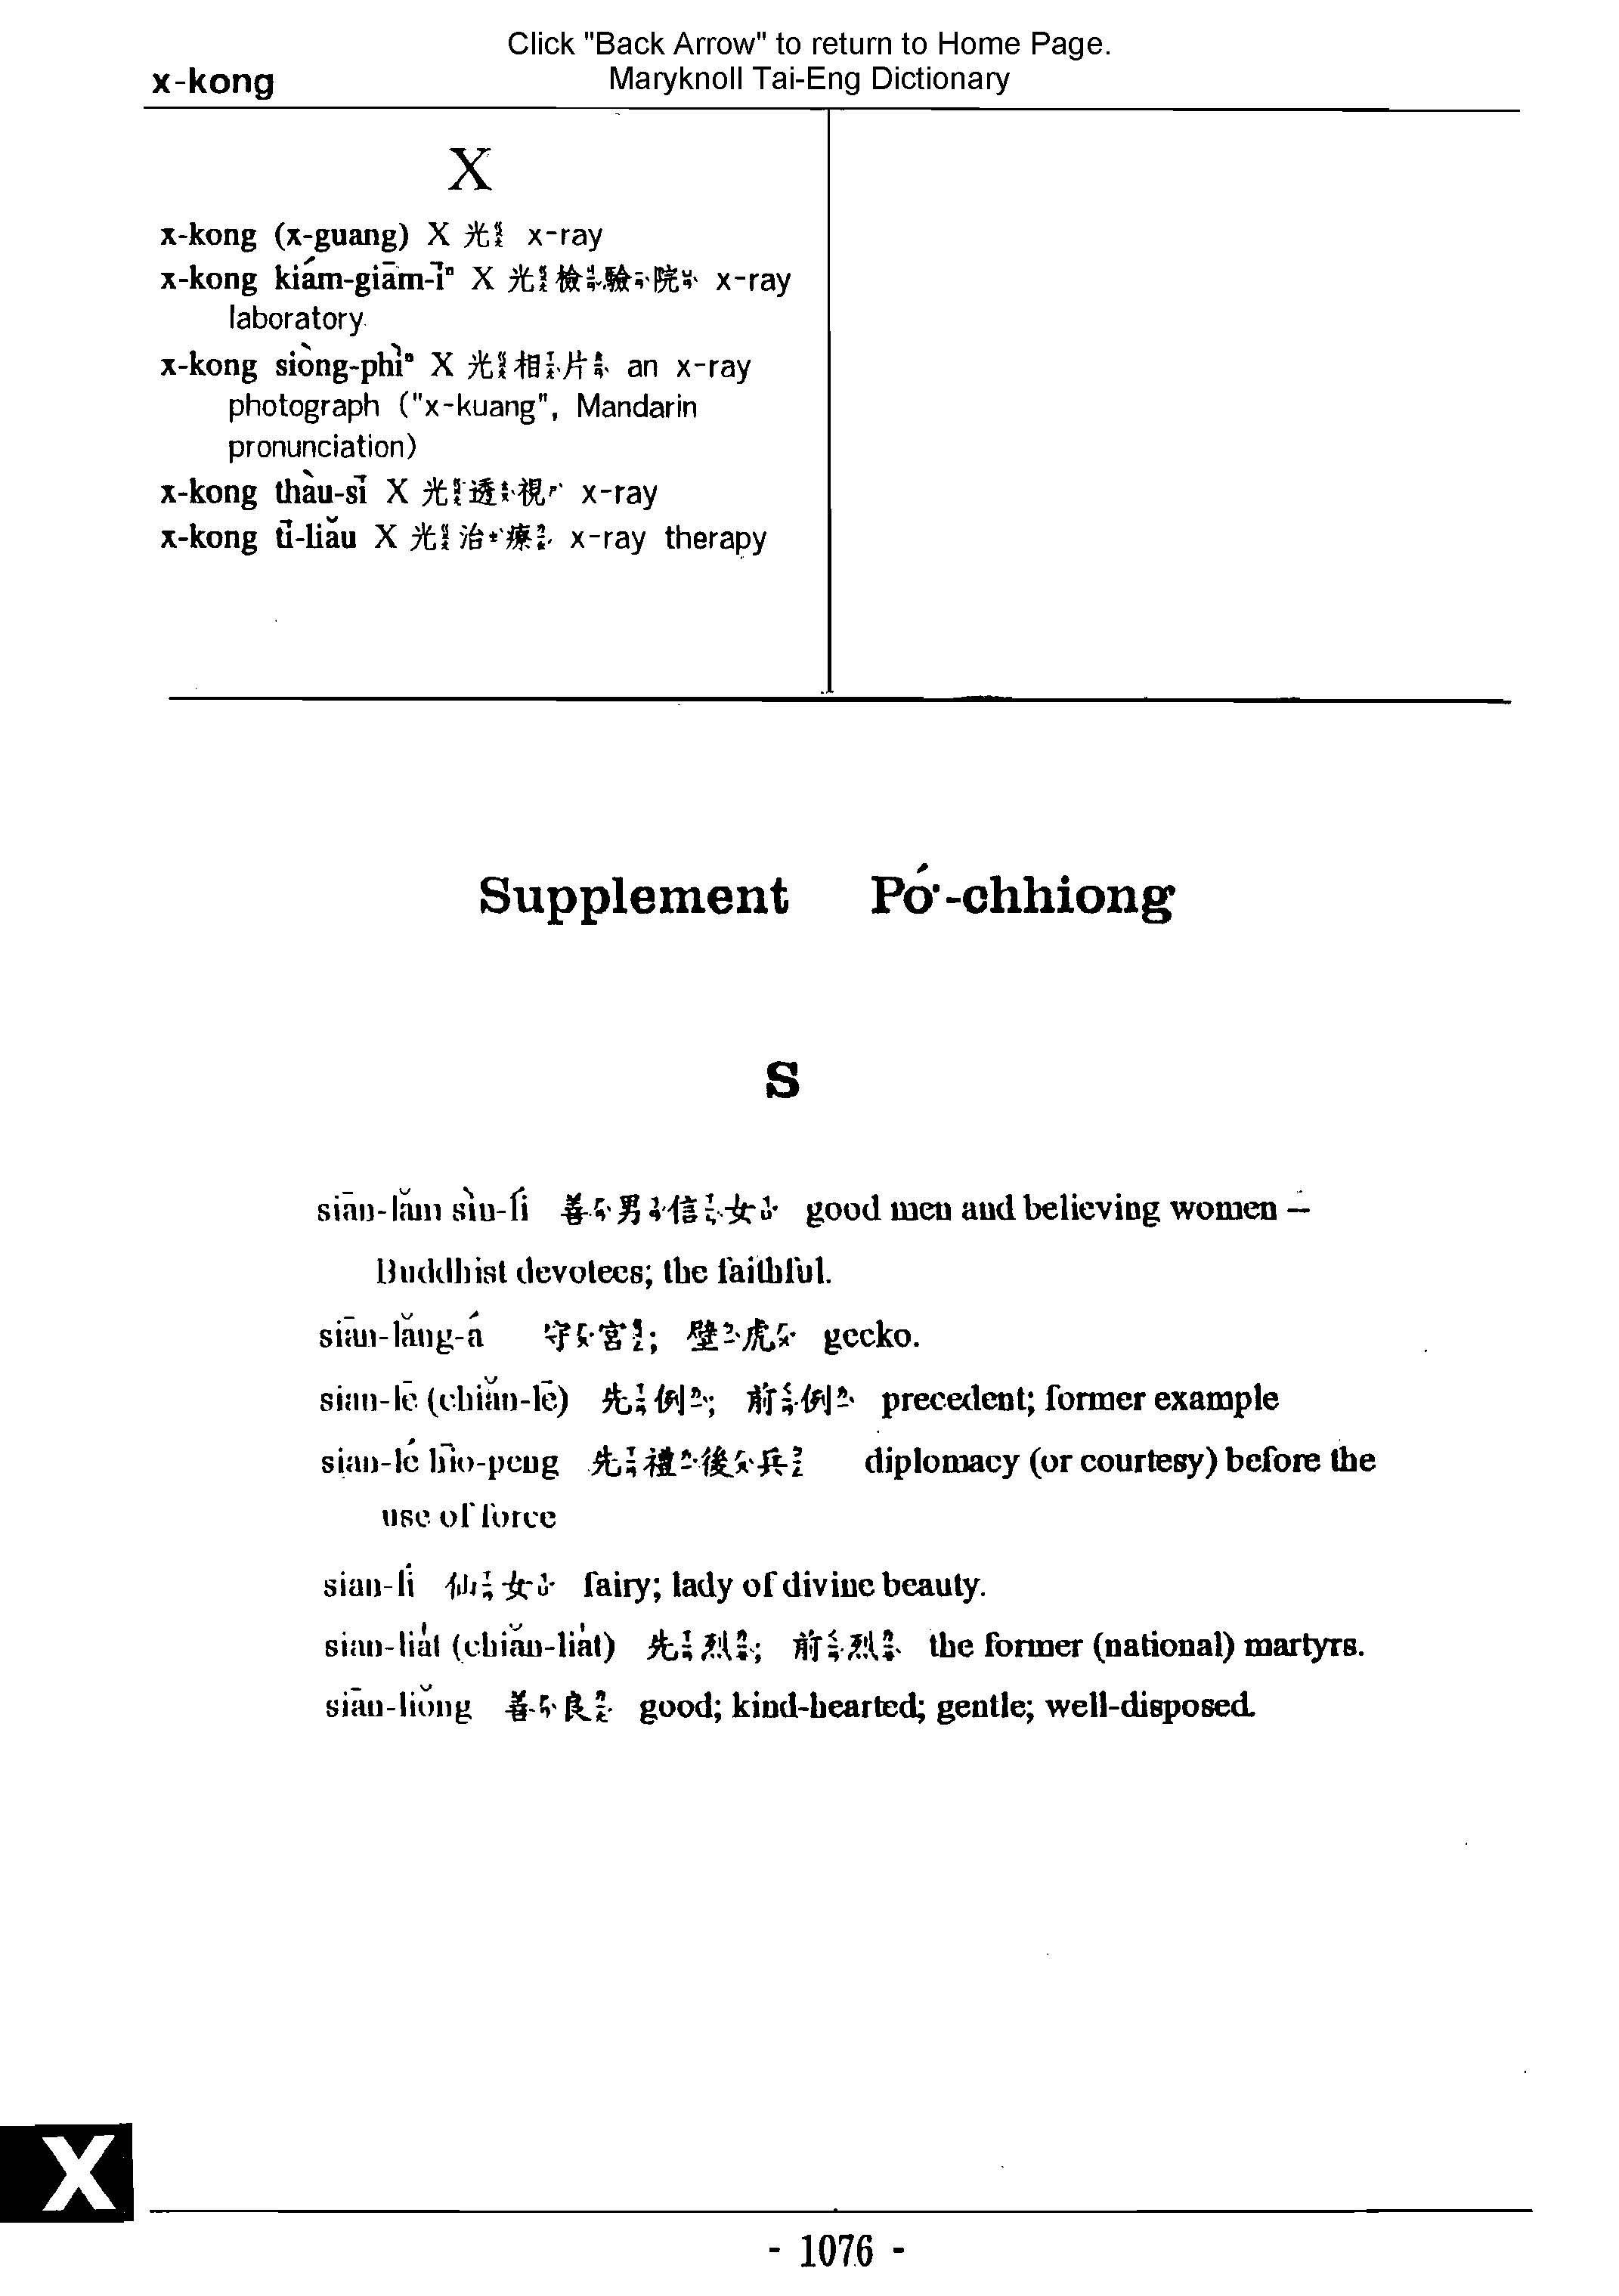 Click "Back Arrow" to return to Home Page.
x-kong Maryknoll Tai-Eng Dictionary
X
x-kong (x-guang) X 光 x-ray
x-kong kiám-giām-īⁿ X 光檢驗院 x-ray
laboratory
x-kong siòng-phìⁿ X 光相片 an x-ray
photograph ("x-kuang", Mandarin
pronunciation)
x-kong thàu-sī X 光透視 x-ray
x-kong tī-liău X 光治療 x-ray therapy
Supplement Pó͘-chhiong
S
siān-lăm sìn-lí 善男信女 good men and believing women –
Buddhist devotees; the faithful.
siān-lăng-á 守宮; 壁虎 gecko.
sian-lē (chiăn-lē) 先例; 前例 precedent; former example
sian-lé hīo-peng 先禮後兵 diplomacy (or courtesy) before the
use of force
sian-lí 仙女 fairy; lady of divine beauty.
sian-lia̍t (chiăn-lia̍t) 先烈; 前烈 the former (national) martyrs.
siān-liŏng 善良 good; kind-hearted; gentle; well-disposed.
X
- 1076 -